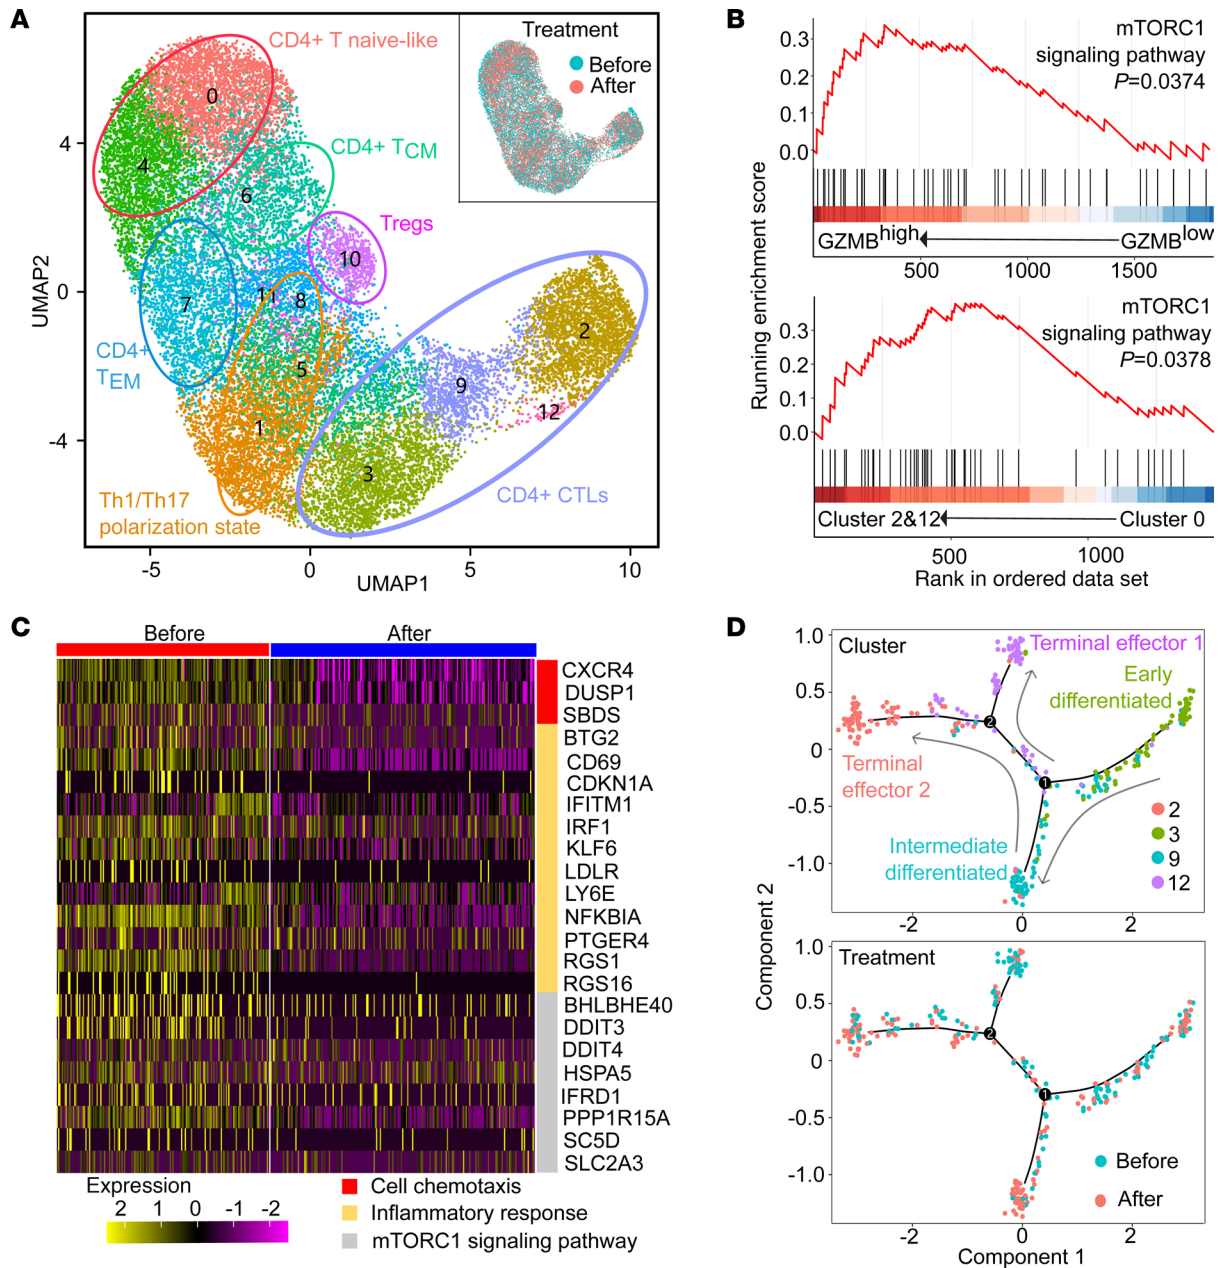 A
CD4+ T naive-like
CD4+ TCM
Tregs
CD4+
TEM
Th1/Th17
polarization state
CD4+ CTLs
0
4
6
10
7
11
8
2
5
9
12
1
3
Treatment
Before
After
4
0
-4
UMAP2
-5
0
5
10
UMAP1
B
mTORC1
signaling pathway
P=0.0374
0.3
0.2
0.1
0.0
GZMBhigh
GZMBlow
500
1000
1500
mTORC1
signaling pathway
P=0.0378
0.3
0.2
0.1
0.0
Cluster 2&12
Cluster 0
500
1000
Running enrichment score
Rank in ordered data set
C
Before
After
CXCR4
DUSP1
SBDS
BTG2
CD69
CDKN1A
IFITM1
IRF1
KLF6
LDLR
LY6E
NFKBIA
PTGER4
RGS1
RGS16
BHLBHE40
DDIT3
DDIT4
HSPA5
IFRD1
PPP1R15A
SC5D
SLC2A3
Expression
2 1 0 -1 -2
Cell chemotaxis
Inflammatory response
mTORC1 signaling pathway
D
Cluster
Terminal effector 1
Early
differentiated
Terminal
effector 2
Intermediate
differentiated
2
1
2
3
9
12
1.0
0.5
0
-0.5
-1.0
-2
0
2
Component 2
Treatment
2
1
Before
After
1.0
0.5
0
-0.5
-1.0
-2
0
2
Component 1